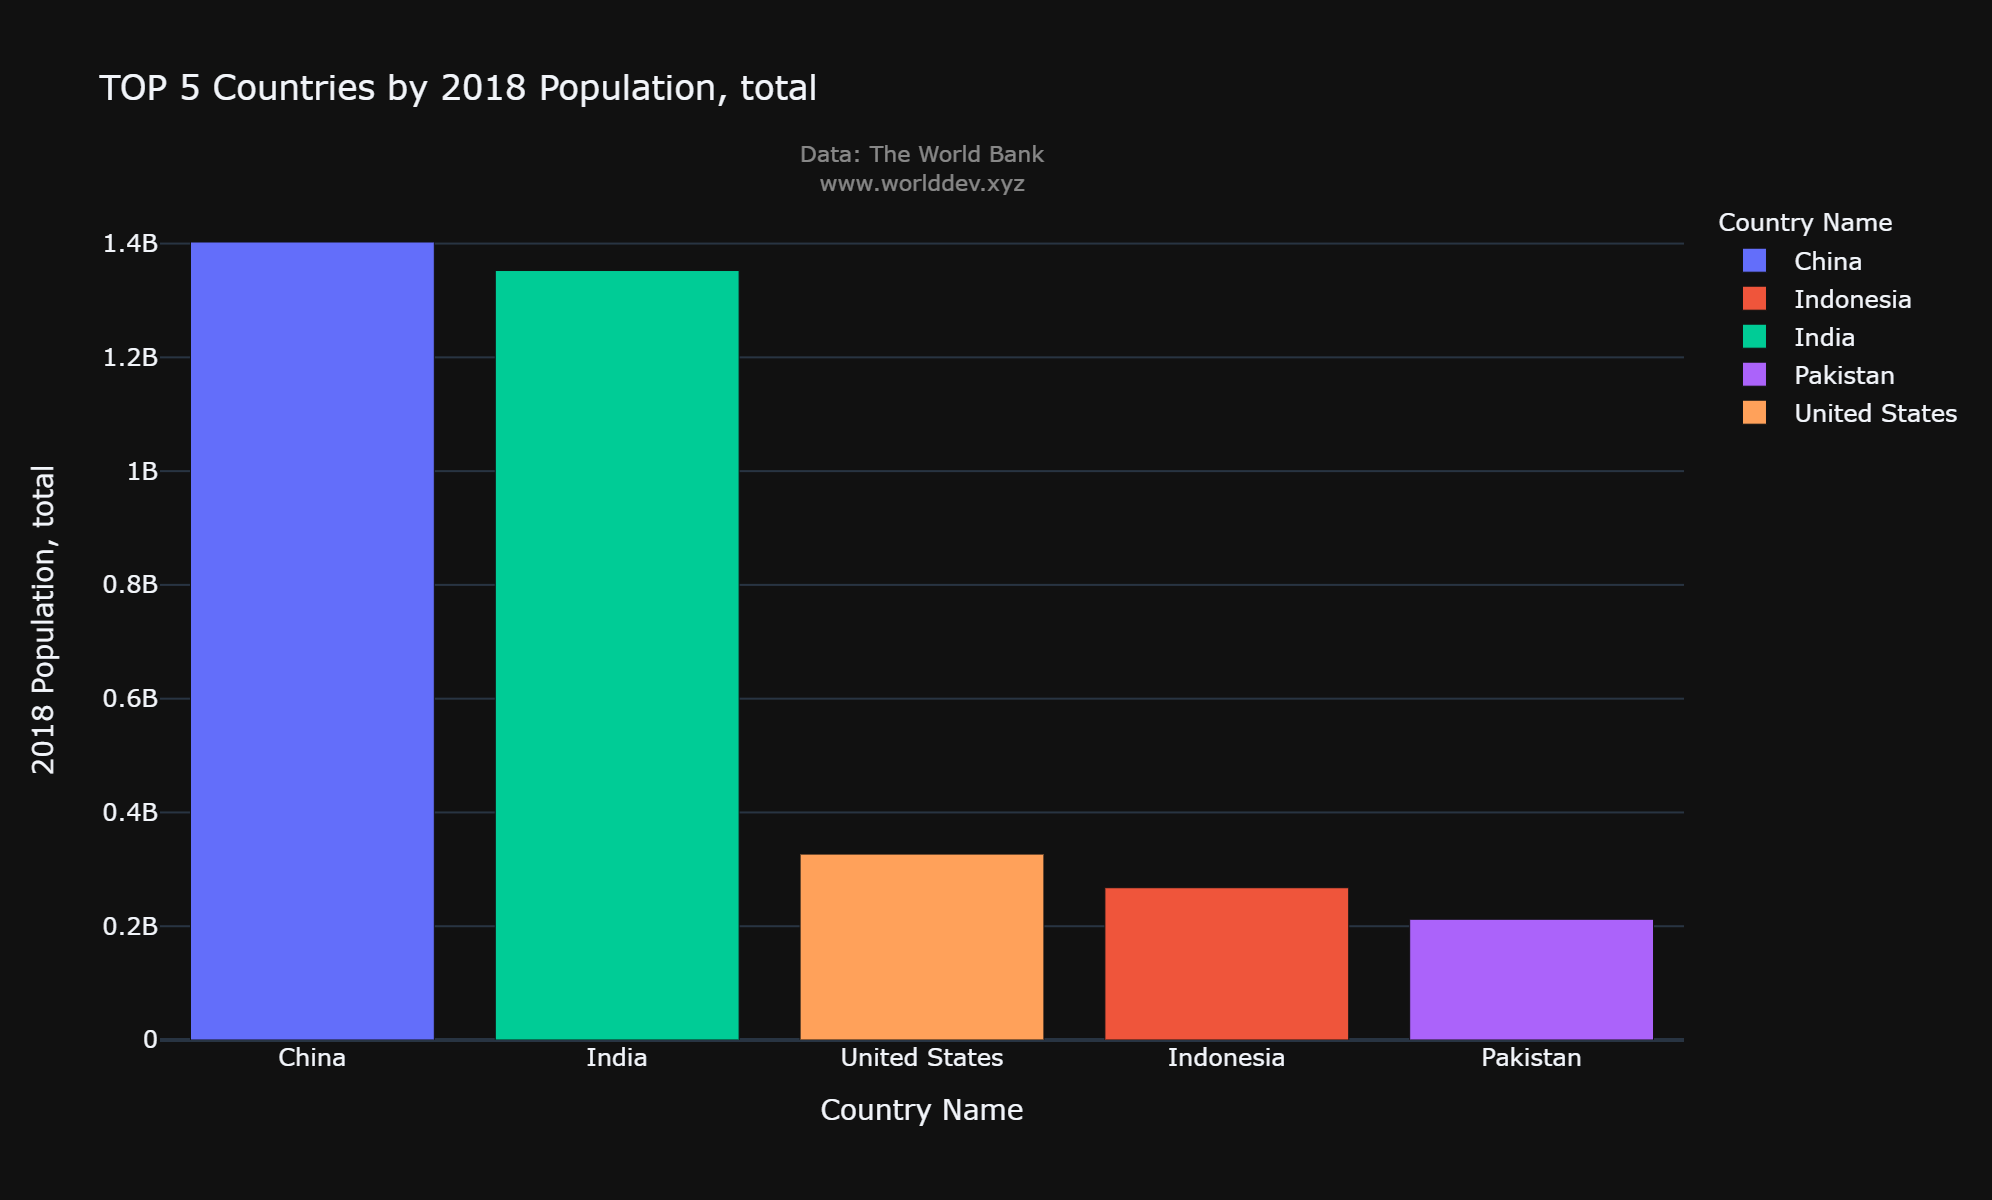 TOP 5 Countries by 2018 Population, total
Data: The World Bank
www.worlddev.xyz
Country Name
China
Indonesia
India
Pakistan
United States
2018 Population, total
1.4B
1.2B
1B
0.8B
0.6B
0.4B
0.2B
0
China
India
United States
Indonesia
Pakistan
Country Name